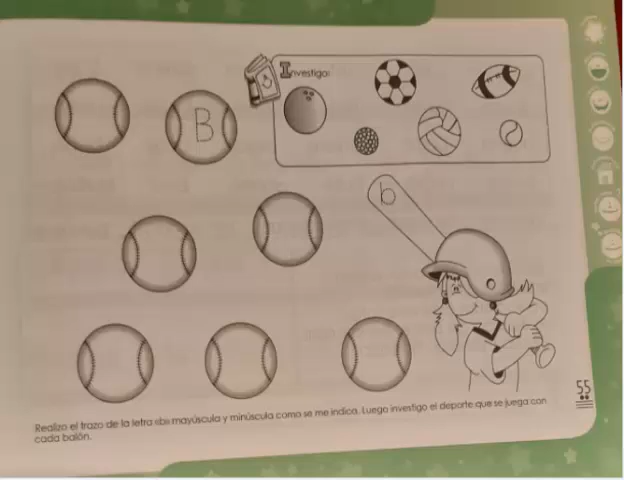 Investigo:
B
b
Realizo el trazo de la letra «b» mayúscula y minúscula como se me indica. Luego investigo el deporte que se juega con
cada balón.
55